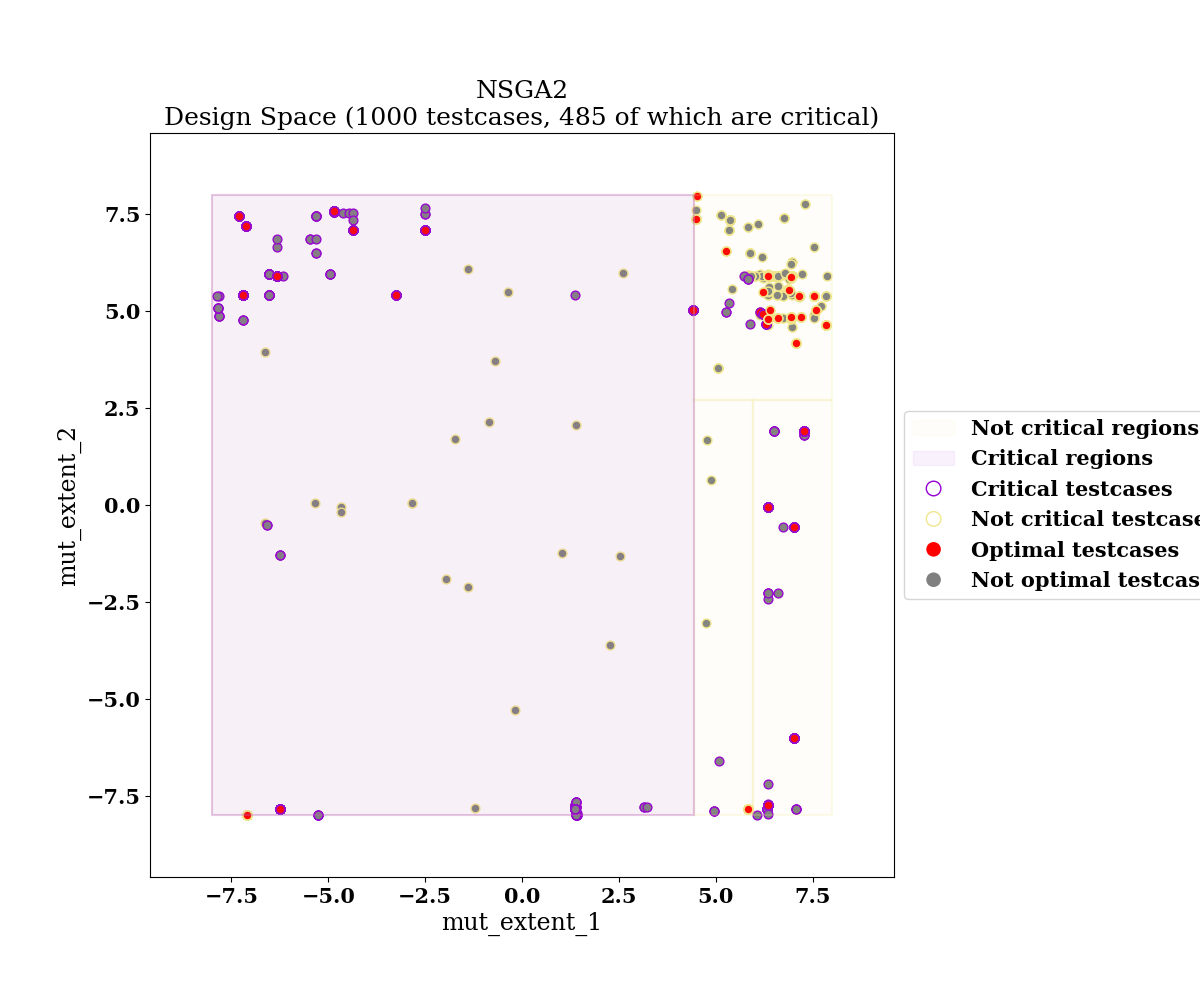 NSGA2
Design Space (1000 testcases, 485 of which are critical)
7.5
5.0
2.5
0.0
−2.5
−5.0
−7.5
mut_extent_2
−7.5 −5.0 −2.5 0.0 2.5 5.0 7.5
mut_extent_1
Not critical regions
Critical regions
Critical testcases
Not critical testcase
Optimal testcases
Not optimal testcas